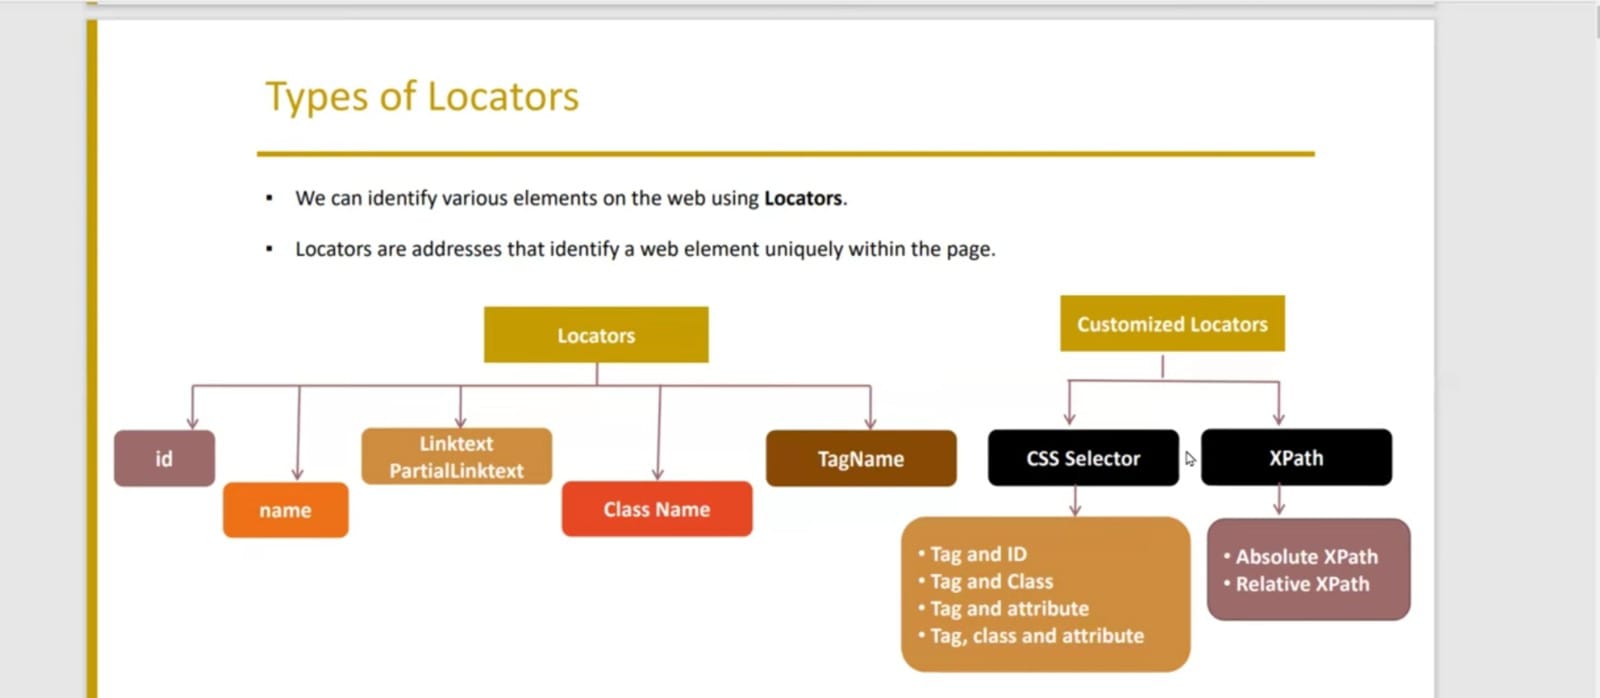 Types of Locators
▪ We can identify various elements on the web using Locators.
▪ Locators are addresses that identify a web element uniquely within the page.
Locators
Customized Locators
id
name
Linktext
PartialLinktext
Class Name
TagName
CSS Selector
XPath
• Tag and ID
• Tag and Class
• Tag and attribute
• Tag, class and attribute
• Absolute XPath
• Relative XPath